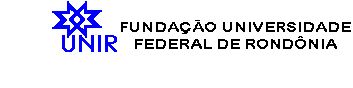 UNIR
FUNDAÇÃO UNIVERSIDADE
FEDERAL DE RONDÔNIA